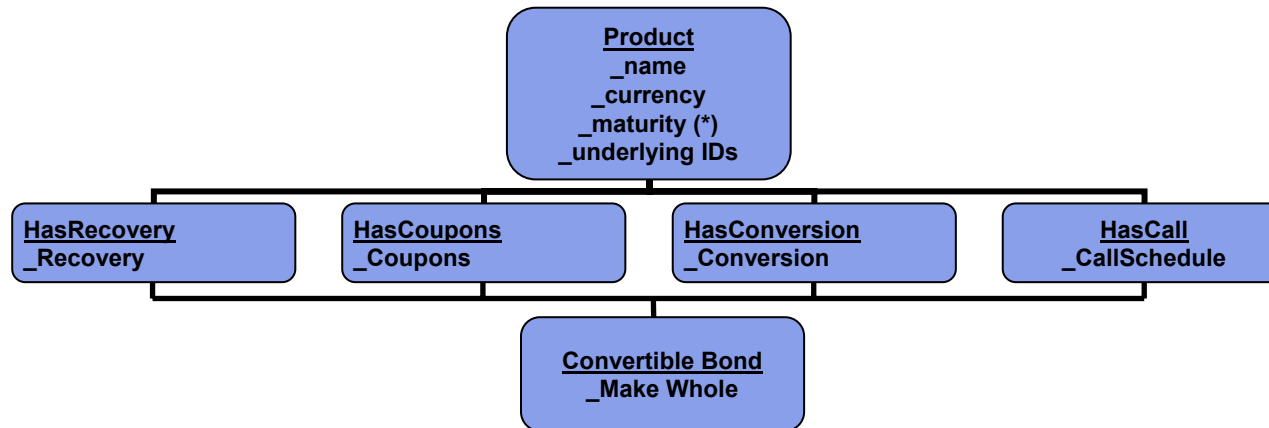 Product
_name
_currency
_maturity (*)
_underlying IDs
HasRecovery
_Recovery
HasCoupons
_Coupons
HasConversion
_Conversion
HasCall
_CallSchedule
Convertible Bond
_Make Whole